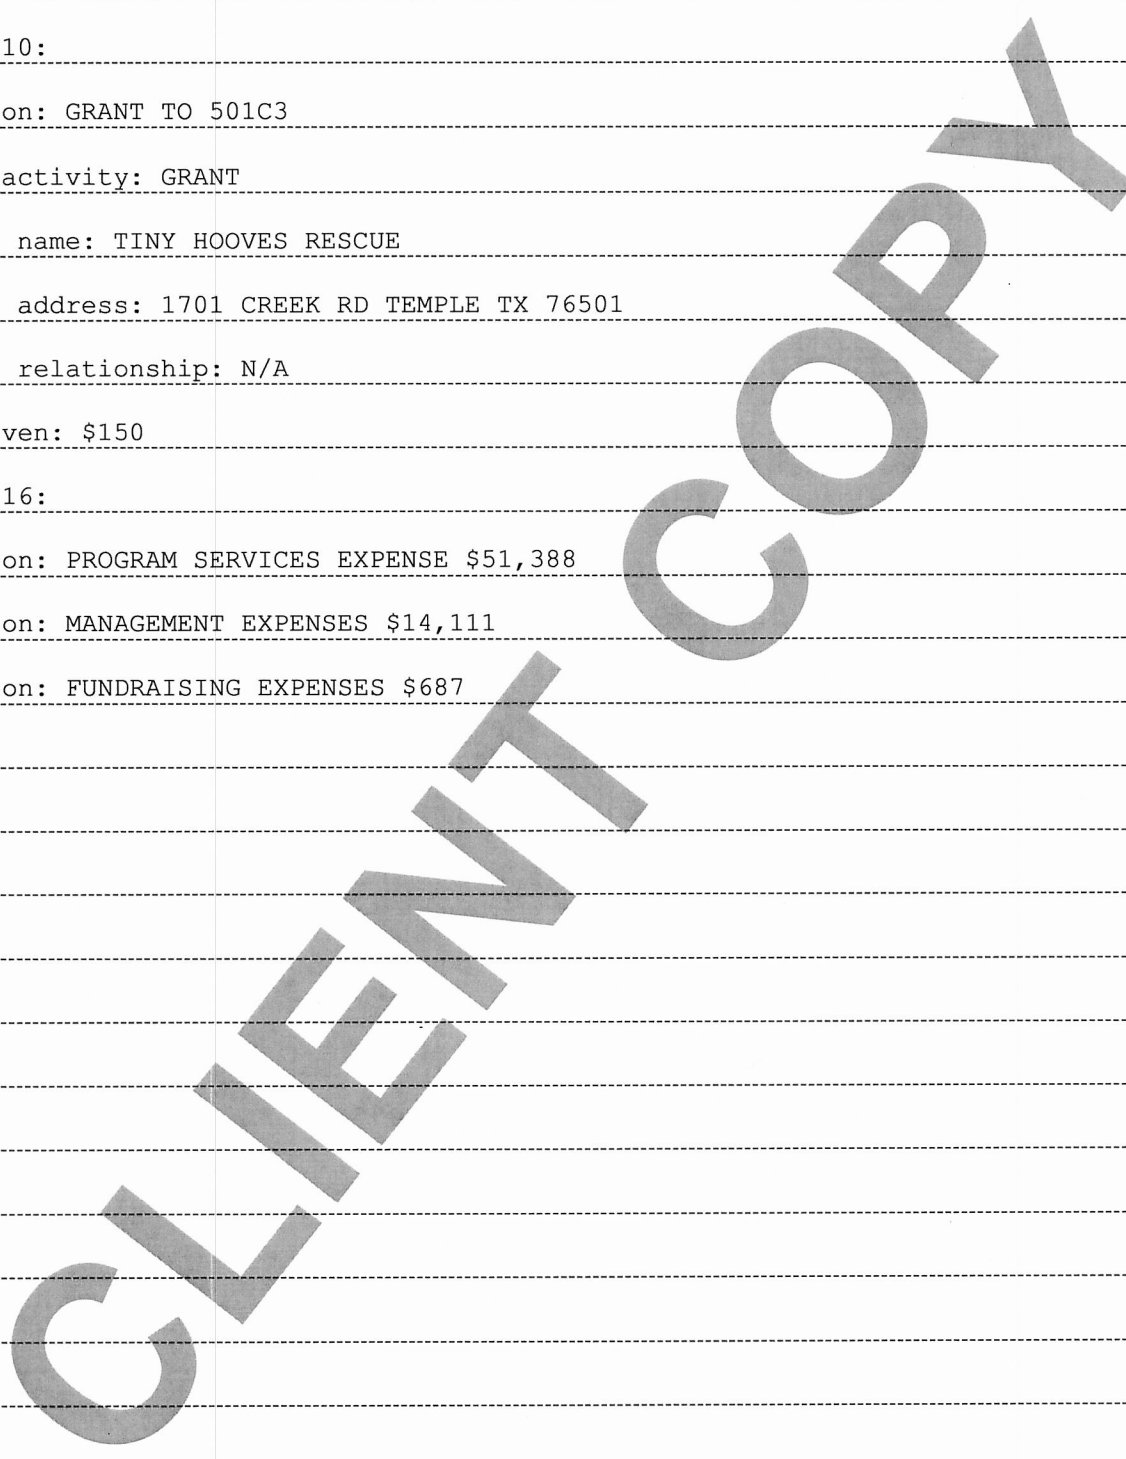 10:
on: GRANT TO 501C3
activity: GRANT
name: TINY HOOVES RESCUE
address: 1701 CREEK RD TEMPLE TX 76501
relationship: N/A
ven: $150
16:
on: PROGRAM SERVICES EXPENSE $51,388
on: MANAGEMENT EXPENSES $14,111
on: FUNDRAISING EXPENSES $687
CLIENT COPY